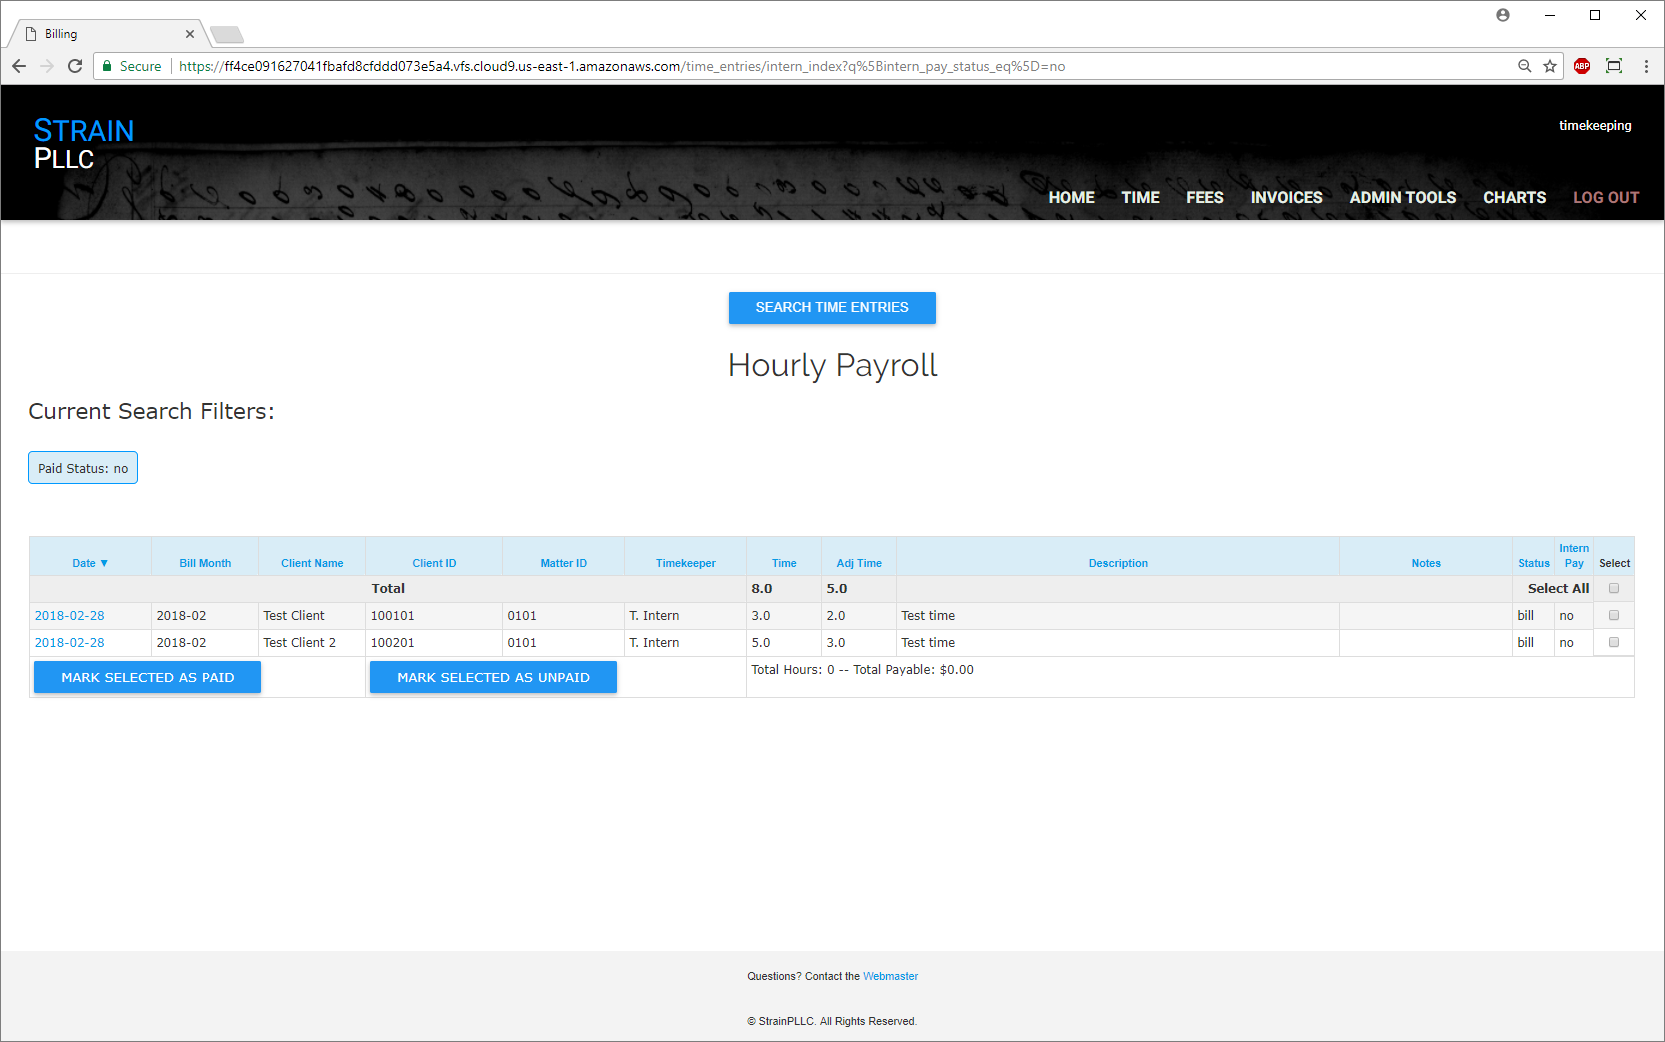 Billing
Secure https://ff4ce091627041fbafd8cfddd073e5a4.vfs.cloud9.us-east-1.amazonaws.com/time_entries/intern_index?q%5Bintern_pay_status_eq%5D=no
ABP
STRAIN
PLLC
timekeeping
HOME TIME FEES INVOICES ADMIN TOOLS CHARTS LOG OUT
SEARCH TIME ENTRIES
Hourly Payroll
Current Search Filters:
Paid Status: no
Date ▼ Bill Month Client Name Client ID Matter ID Timekeeper Time Adj Time Description Notes Status Intern Pay Select
Total 8.0 5.0 Select All
2018-02-28 2018-02 Test Client 100101 0101 T. Intern 3.0 2.0 Test time bill no
2018-02-28 2018-02 Test Client 2 100201 0101 T. Intern 5.0 3.0 Test time bill no
MARK SELECTED AS PAID MARK SELECTED AS UNPAID Total Hours: 0 -- Total Payable: $0.00
Questions? Contact the Webmaster
© StrainPLLC. All Rights Reserved.